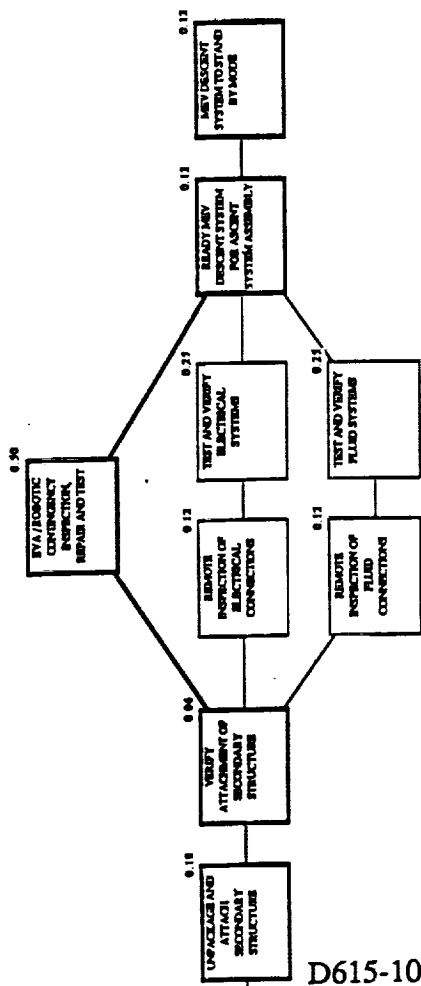 0.10
UNPACKAGE AND
ATTACH
SECONDARY
STRUCTURE
0.06
VERIFY
ATTACHMENT OF
SECONDARY
STRUCTURE
0.50
EVA / ROBOTIC
CONTINGENCY
INSPECTION,
REPAIR AND TEST
0.12
REMOTE
INSPECTION OF
ELECTRICAL
CONNECTIONS
0.25
TEST AND VERIFY
ELECTRICAL
SYSTEMS
0.12
REMOTE
INSPECTION OF
FLUID
CONNECTIONS
0.25
TEST AND VERIFY
FLUID SYSTEMS
0.12
READY MEV
DESCENT SYSTEM
FOR ASCENT
SYSTEM ASSEMBLY
0.12
MEV DESCENT
SYSTEM TO STAND
BY MODE
D615-10